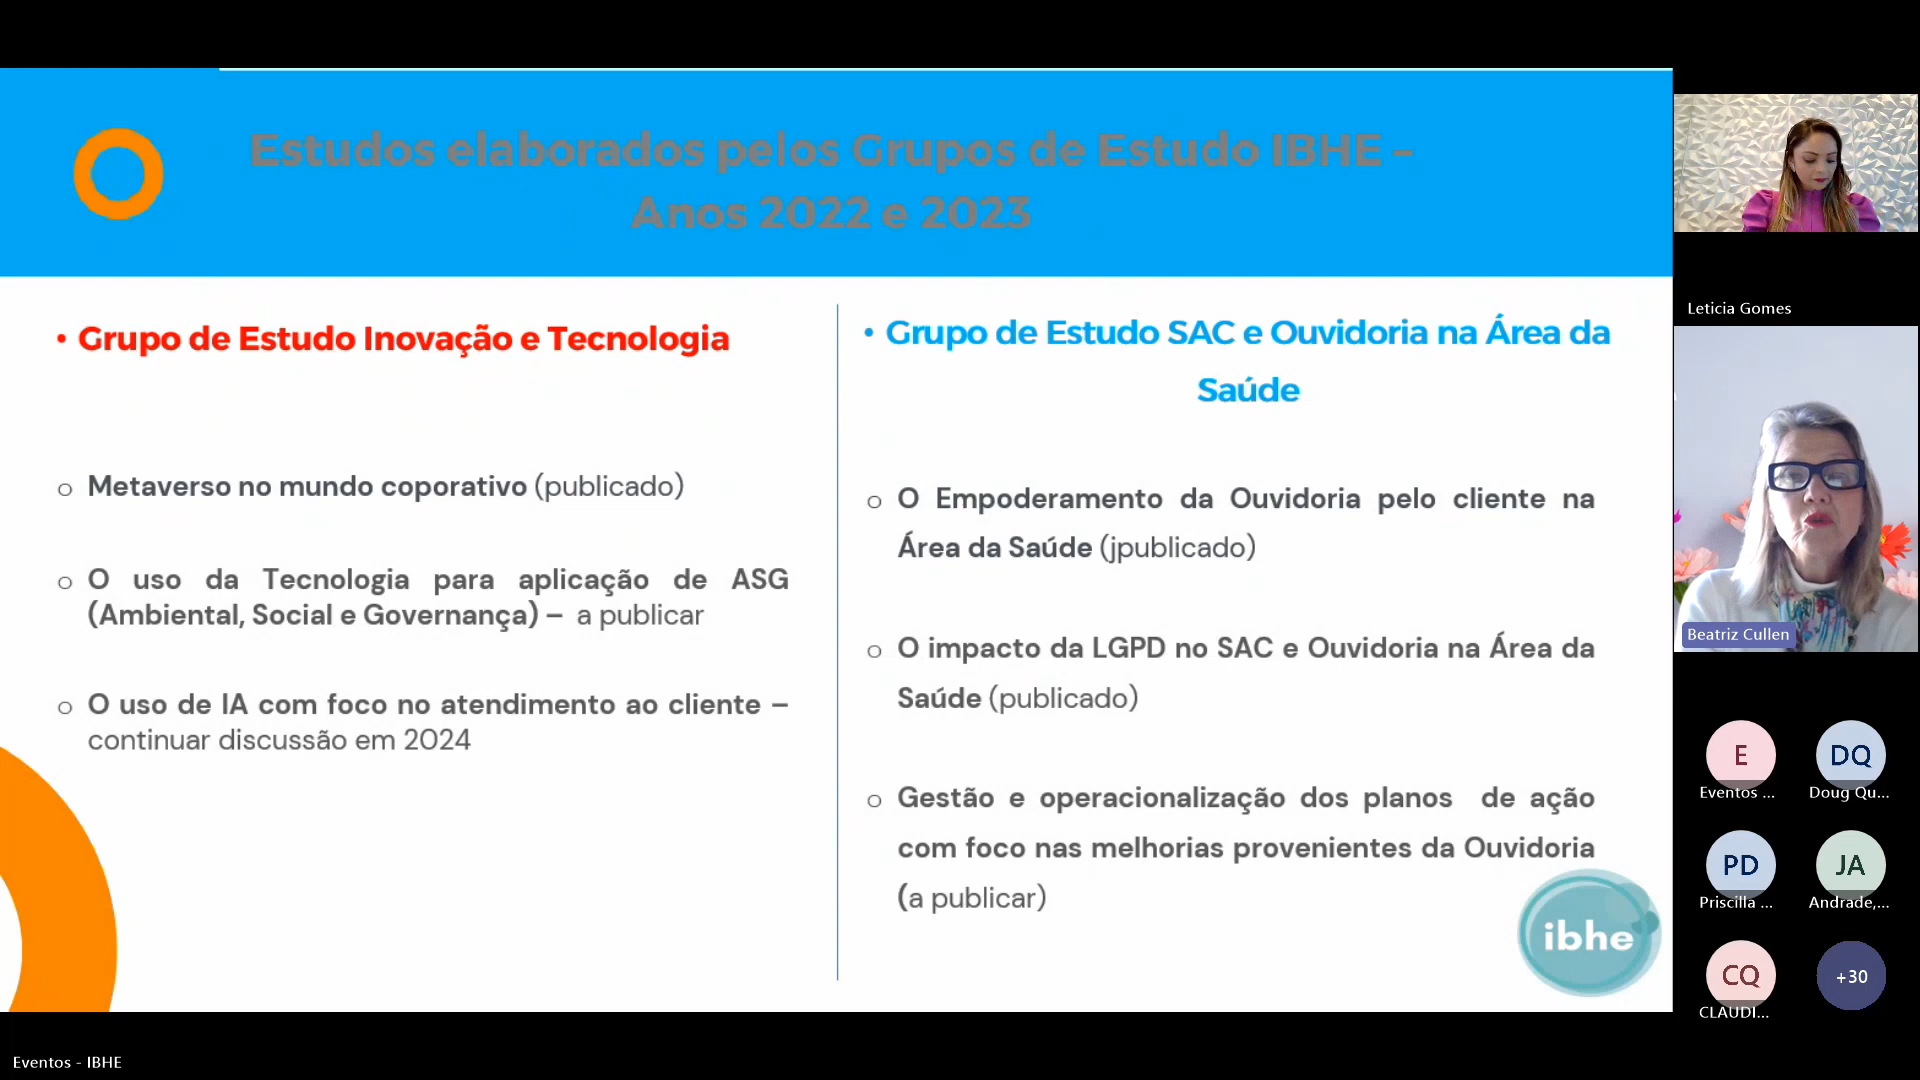 Estudos elaborados pelos Grupos de Estudo IBHE –
Anos 2022 e 2023
• Grupo de Estudo Inovação e Tecnologia
o Metaverso no mundo coporativo (publicado)
o O uso da Tecnologia para aplicação de ASG
(Ambiental, Social e Governança) – a publicar
o O uso de IA com foco no atendimento ao cliente –
continuar discussão em 2024
• Grupo de Estudo SAC e Ouvidoria na Área da
Saúde
o O Empoderamento da Ouvidoria pelo cliente na
Área da Saúde (jpublicado)
o O impacto da LGPD no SAC e Ouvidoria na Área da
Saúde (publicado)
o Gestão e operacionalização dos planos de ação
com foco nas melhorias provenientes da Ouvidoria
(a publicar)
ibhe
Leticia Gomes
Beatriz Cullen
E
DQ
Eventos ...
Doug Qu...
PD
JA
Priscilla ...
Andrade,...
CQ
+30
CLAUDI...
Eventos - IBHE